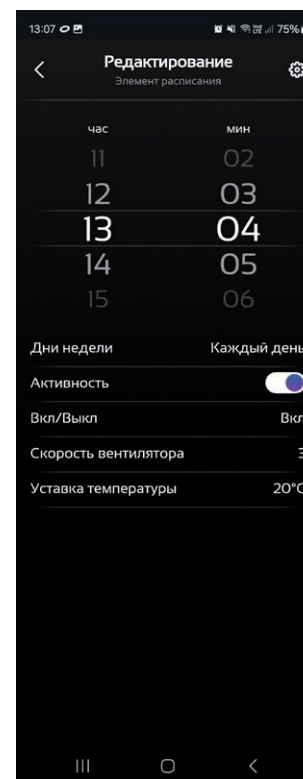 13:07 75%
Редактирование
Элемент расписания
час мин
11 02
12 03
13 04
14 05
15 06
Дни недели Каждый день
Активность
Вкл/Выкл Вкл
Скорость вентилятора 3
Уставка температуры 20°C